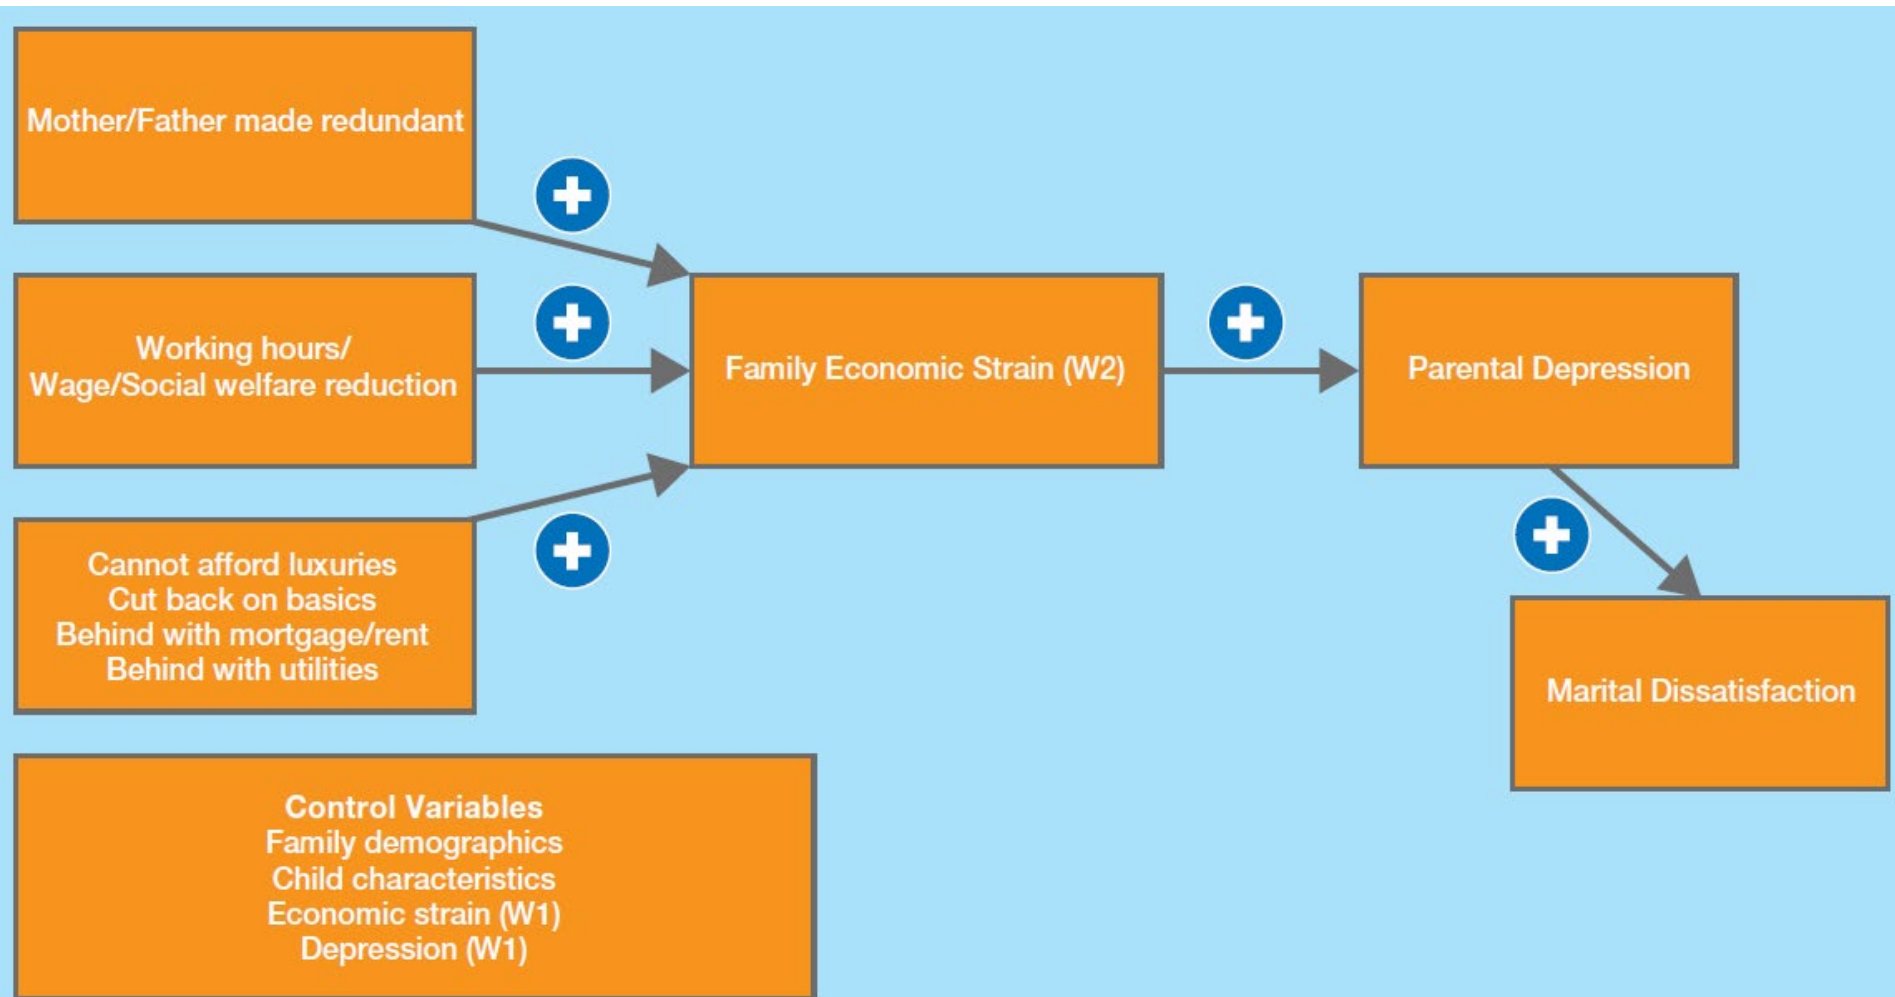 Mother/Father made redundant
Working hours/
Wage/Social welfare reduction
Family Economic Strain (W2)
Parental Depression
Cannot afford luxuries
Cut back on basics
Behind with mortgage/rent
Behind with utilities
Marital Dissatisfaction
Control Variables
Family demographics
Child characteristics
Economic strain (W1)
Depression (W1)